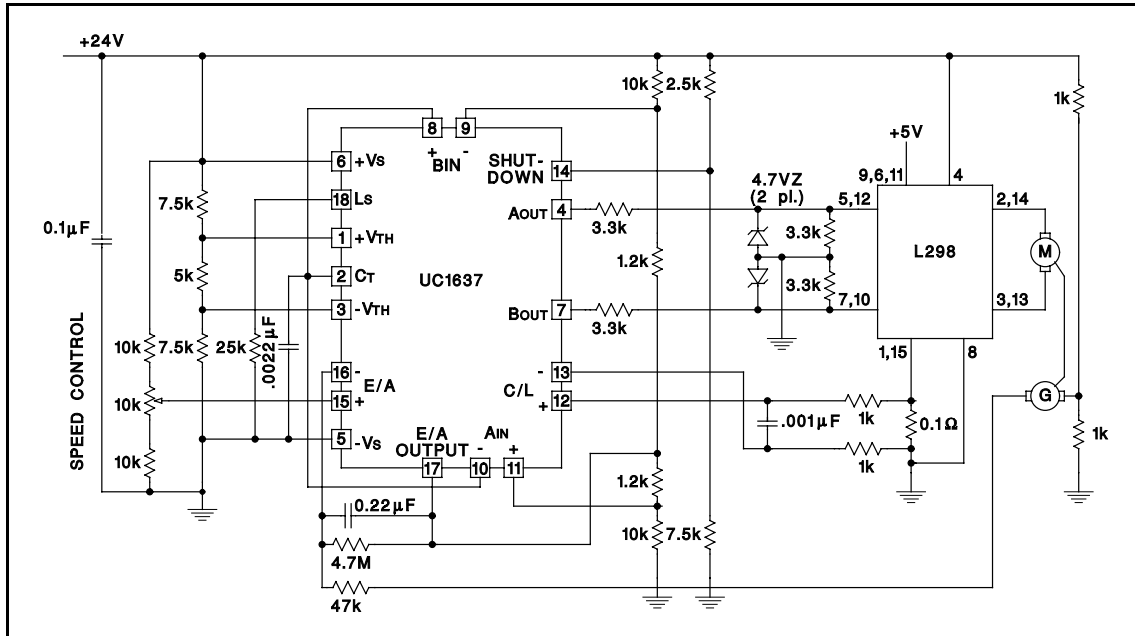 +24V
10k 2.5k
1k
8 9
+ BIN -
+5V
6 +VS
SHUT-
DOWN 14
4.7VZ
(2 pl.)
9,6,11 4
7.5k
18 LS
5,12 2,14
AOUT 4
3.3k
3.3k
0.1µF
1 +VTH
L298
M
5k
2 CT
UC1637
1.2k
3.3k
3 -VTH
BOUT 7
3.3k
7,10 3,13
SPEED CONTROL
10k 7.5k 25k .0022µF
1,15 8
16 -
E/A
- 13
C/L
10k
15 +
+ 12
G
1k
.001µF
0.1Ω
1k
5 -VS
E/A
OUTPUT
AIN
- +
1k
10k
17 10 11
1.2k
0.22µF
10k 7.5k
4.7M
47k